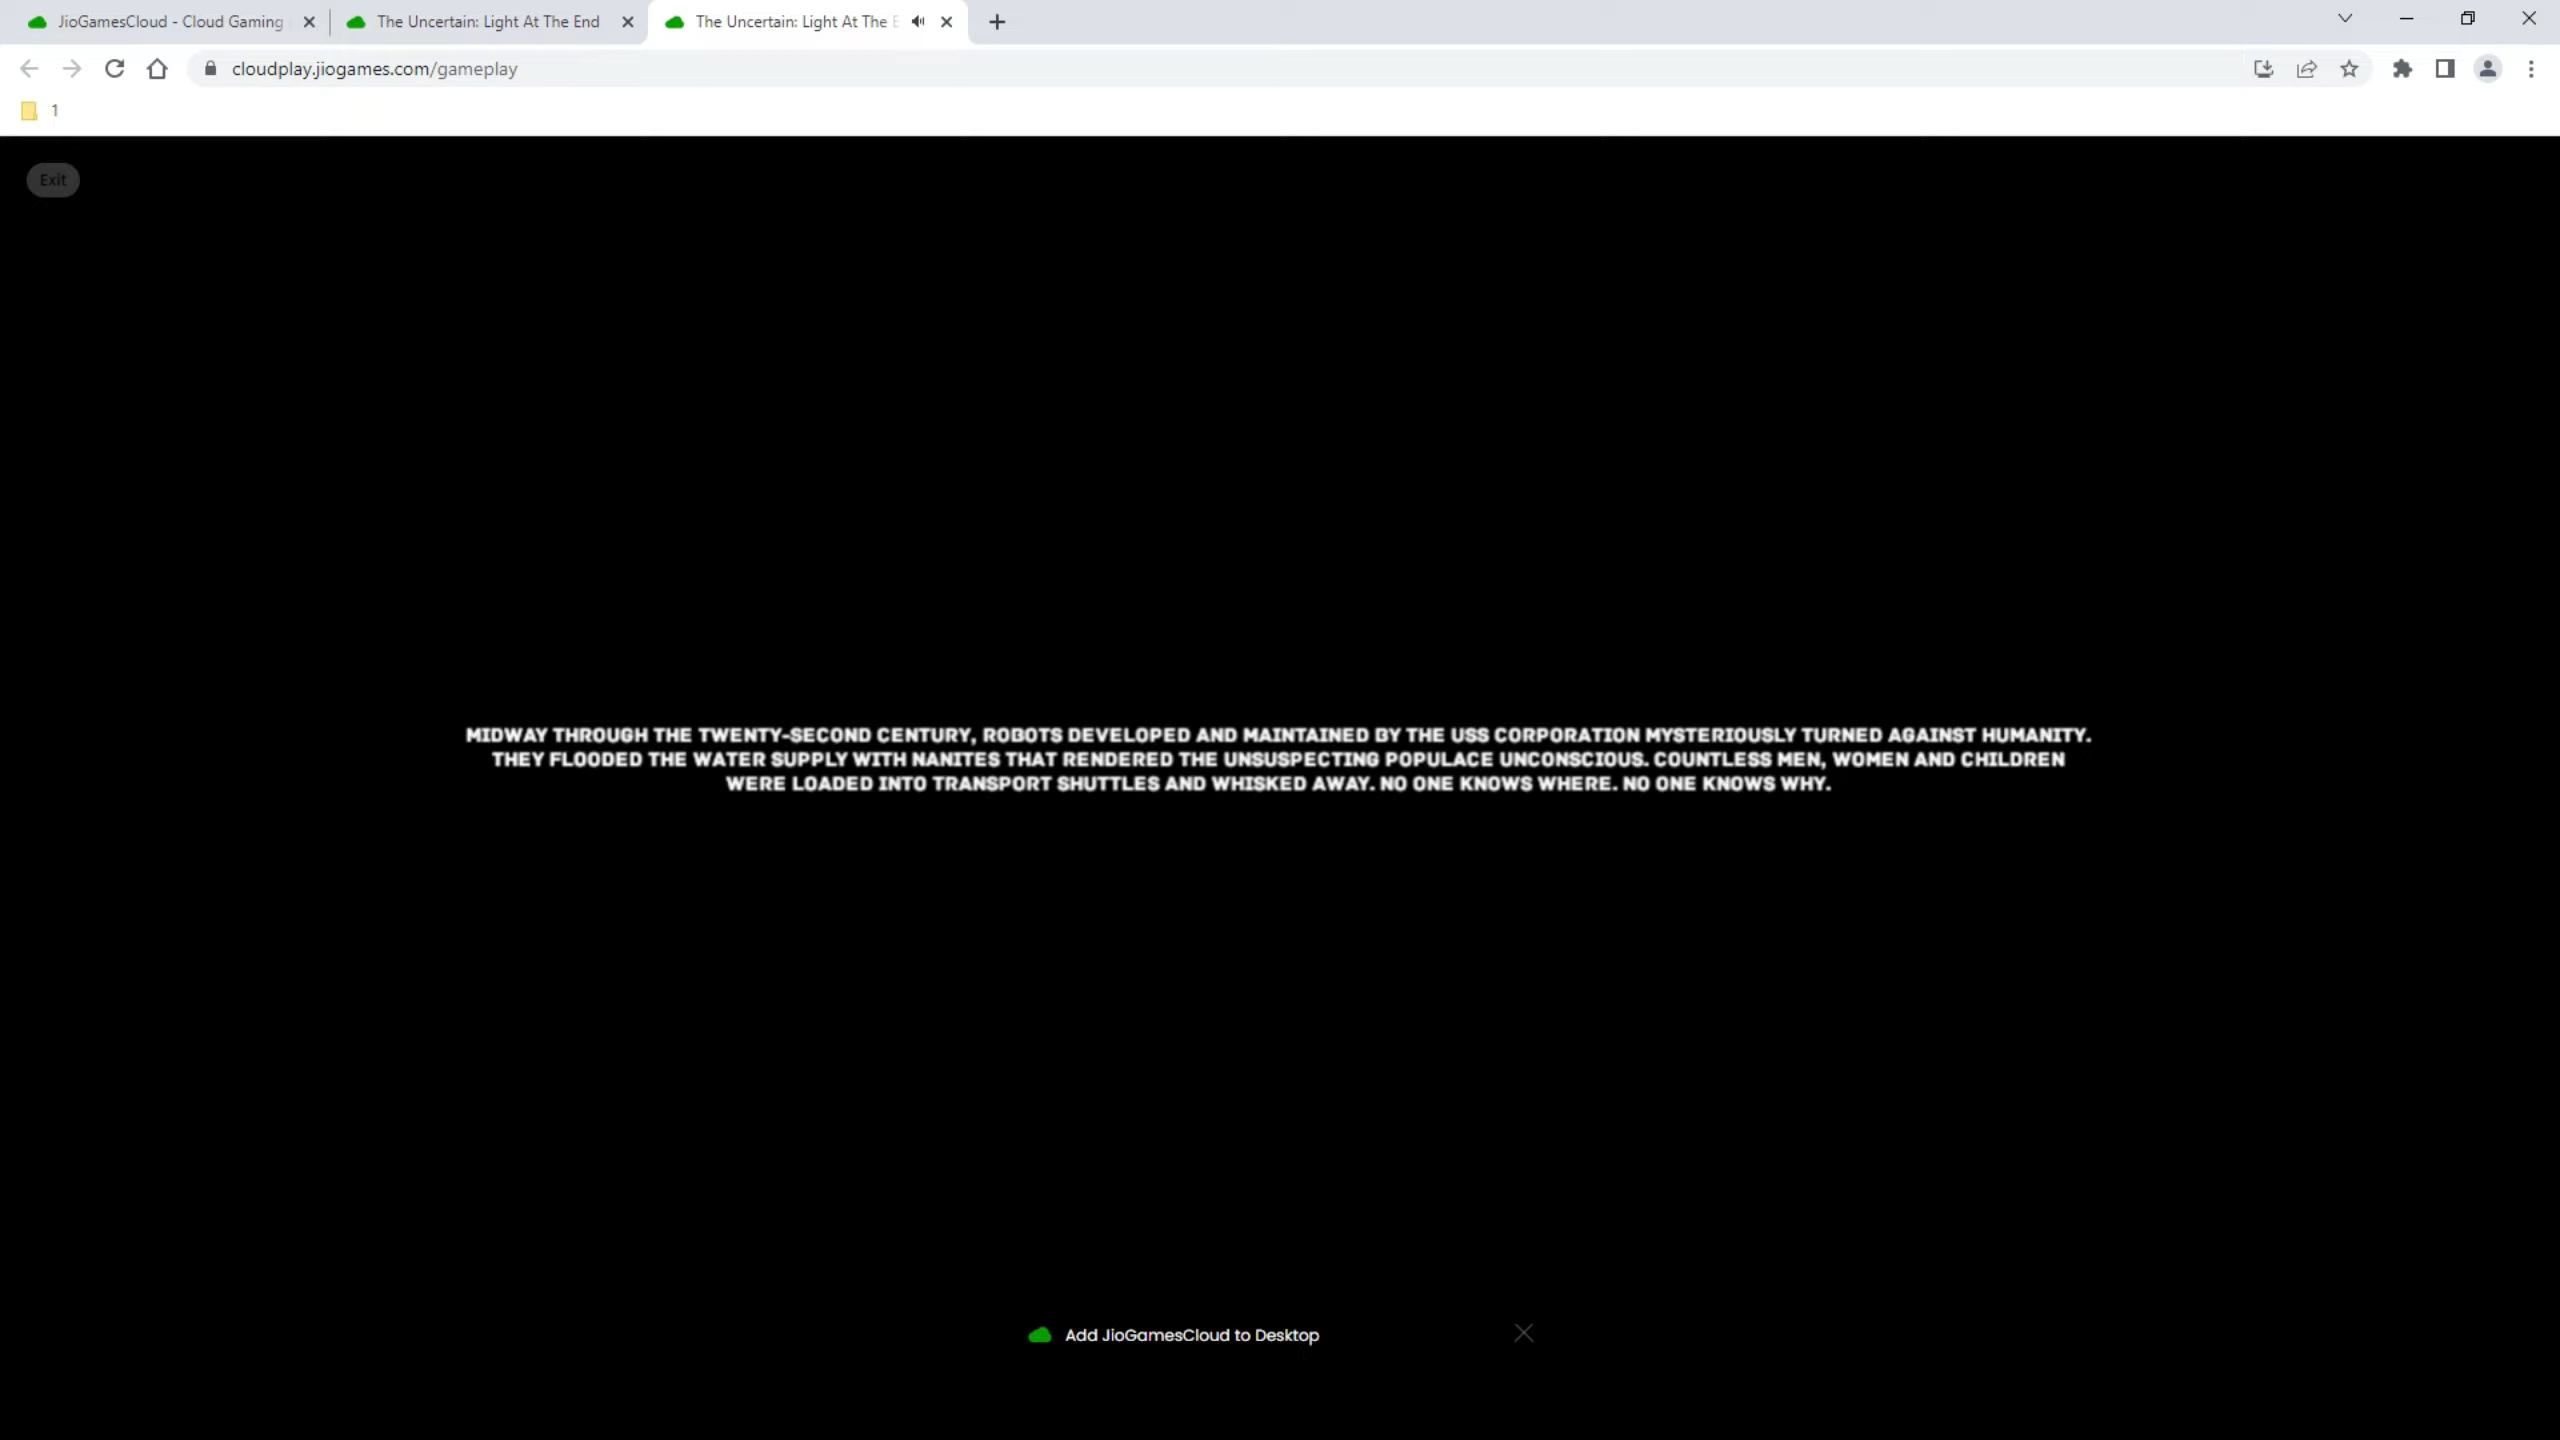 JioGamesCloud - Cloud Gaming
The Uncertain: Light At The End
The Uncertain: Light At The E
cloudplay.jiogames.com/gameplay
1
Exit
MIDWAY THROUGH THE TWENTY-SECOND CENTURY, ROBOTS DEVELOPED AND MAINTAINED BY THE USS CORPORATION MYSTERIOUSLY TURNED AGAINST HUMANITY.
THEY FLOODED THE WATER SUPPLY WITH NANITES THAT RENDERED THE UNSUSPECTING POPULACE UNCONSCIOUS. COUNTLESS MEN, WOMEN AND CHILDREN
WERE LOADED INTO TRANSPORT SHUTTLES AND WHISKED AWAY. NO ONE KNOWS WHERE. NO ONE KNOWS WHY.
Add JioGamesCloud to Desktop